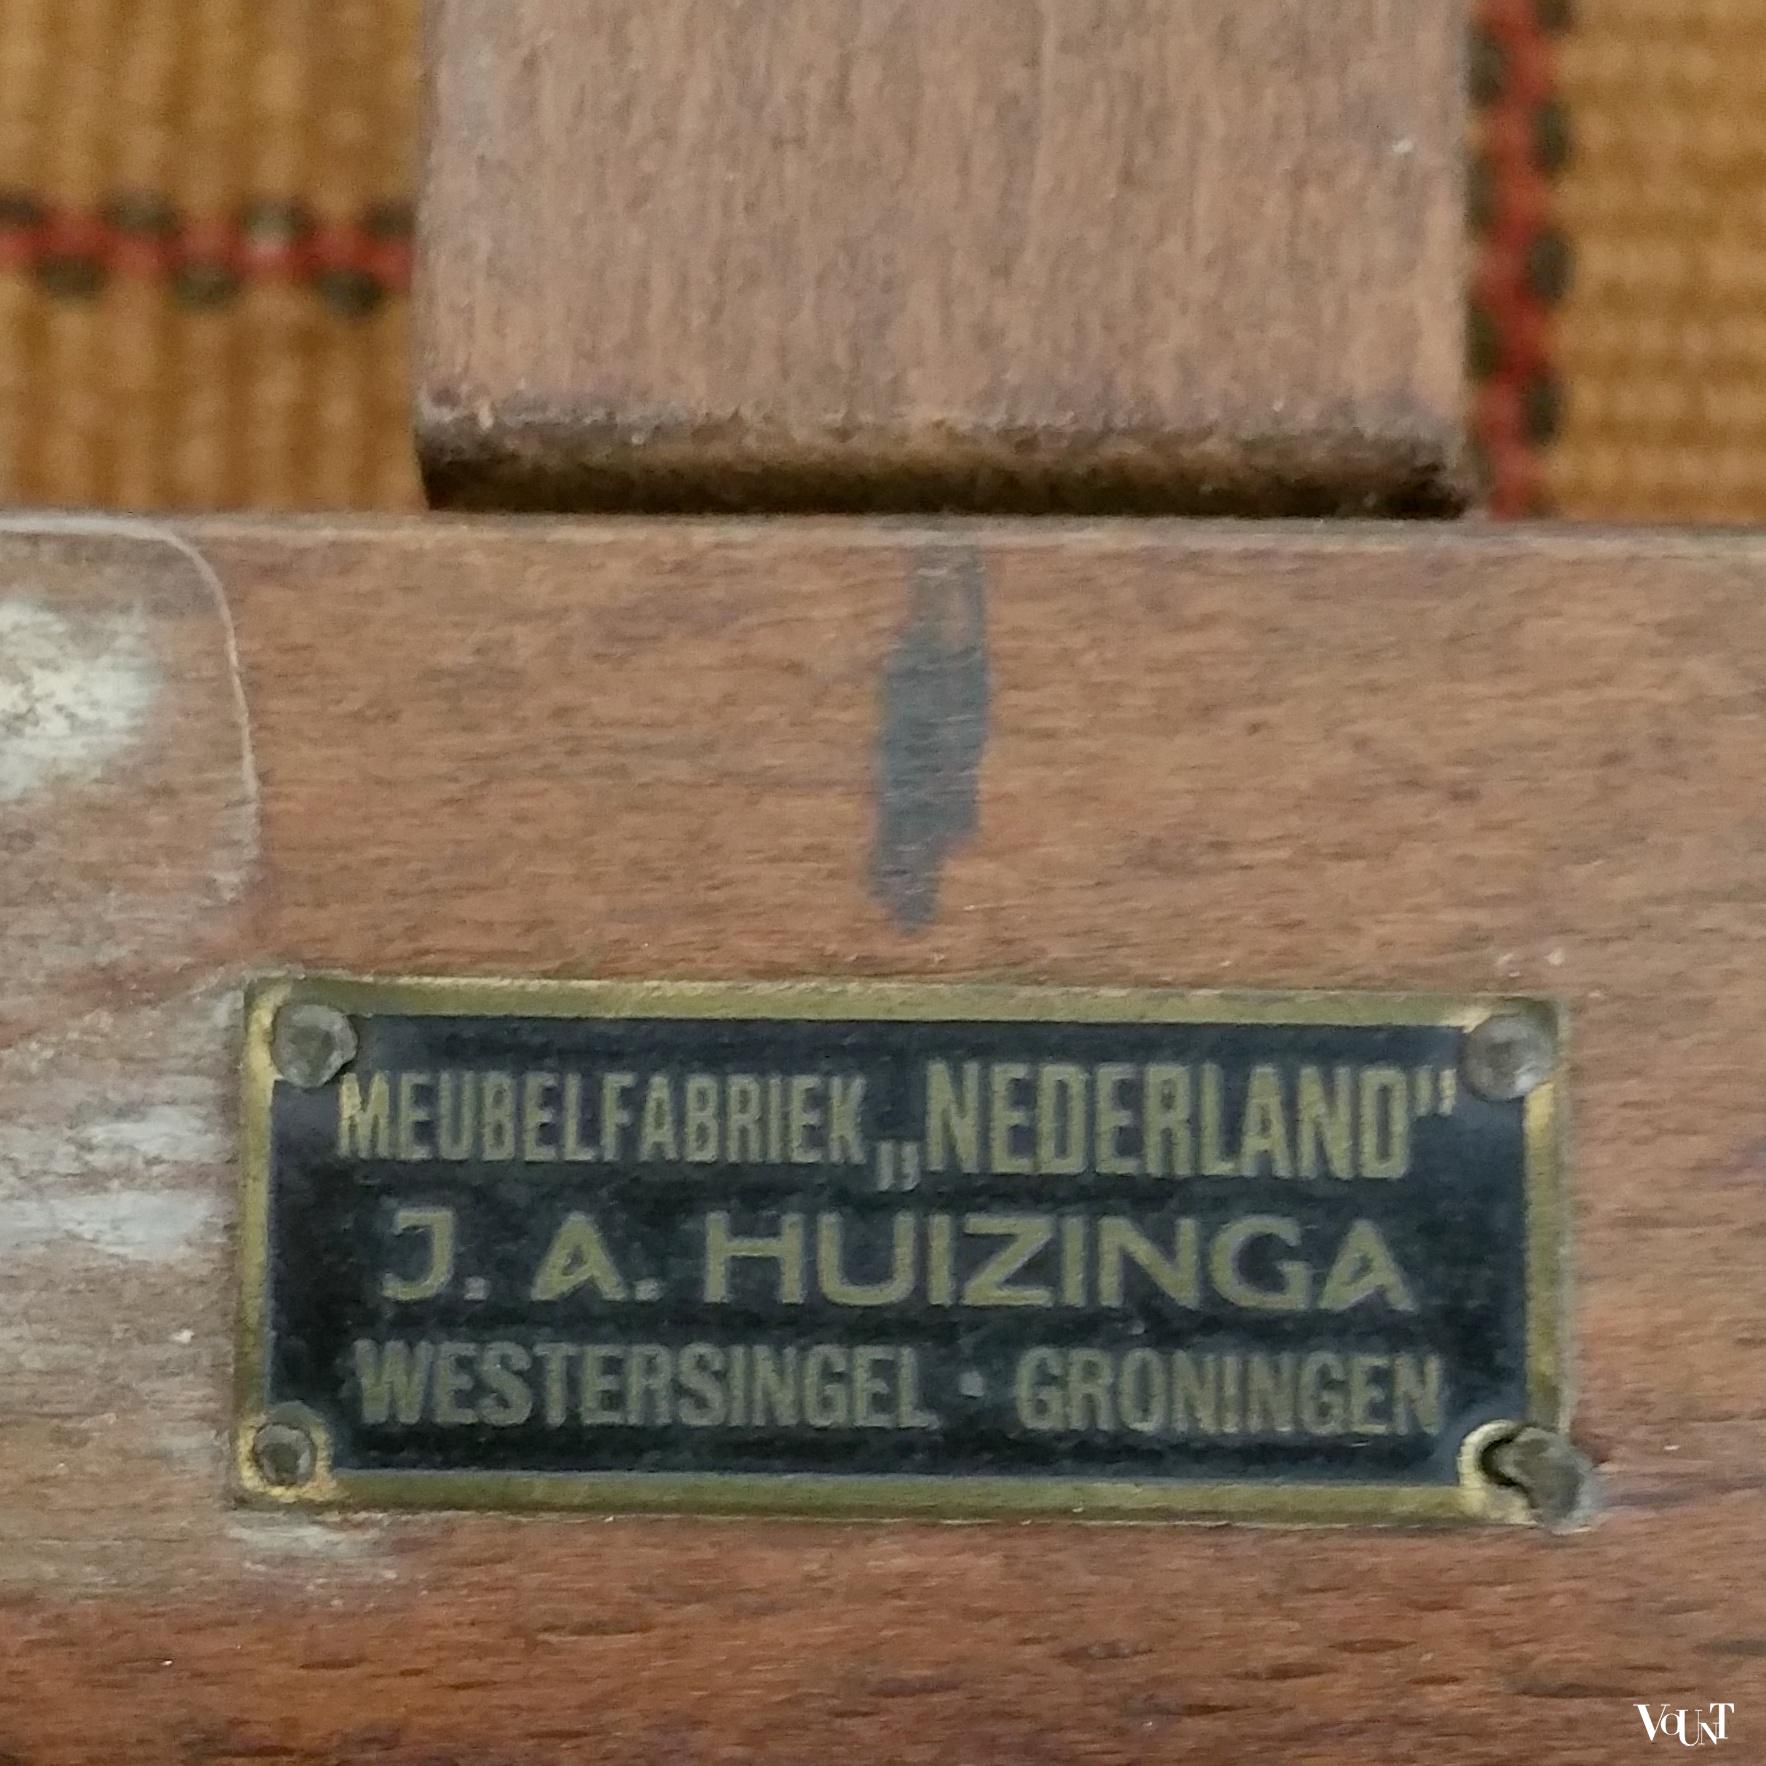 MEUBELFABRIEK „NEDERLAND"
J. A. HUIZINGA
WESTERSINGEL · GRONINGEN
VOUNT